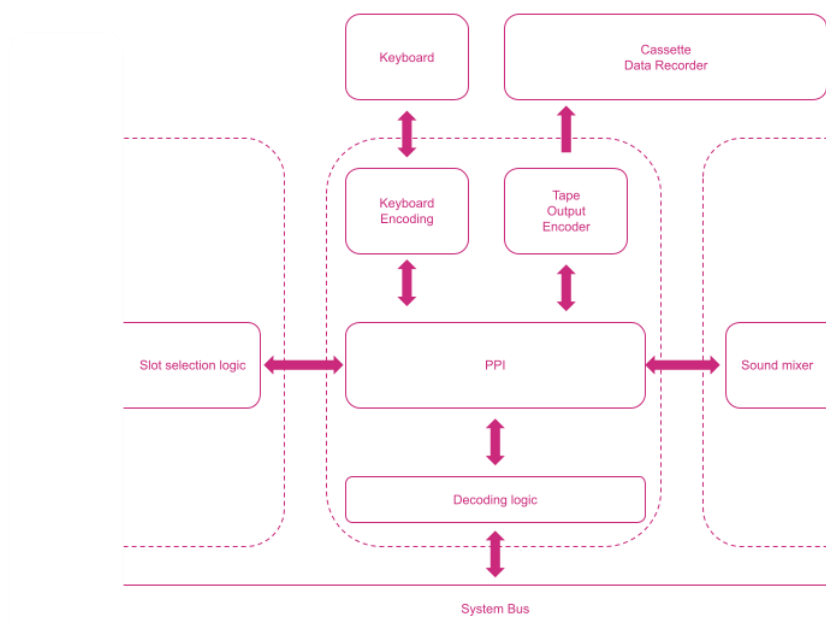 Keyboard
Cassette
Data Recorder
Keyboard
Encoding
Tape
Output
Encoder
Slot selection logic
PPI
Sound mixer
Decoding logic
System Bus